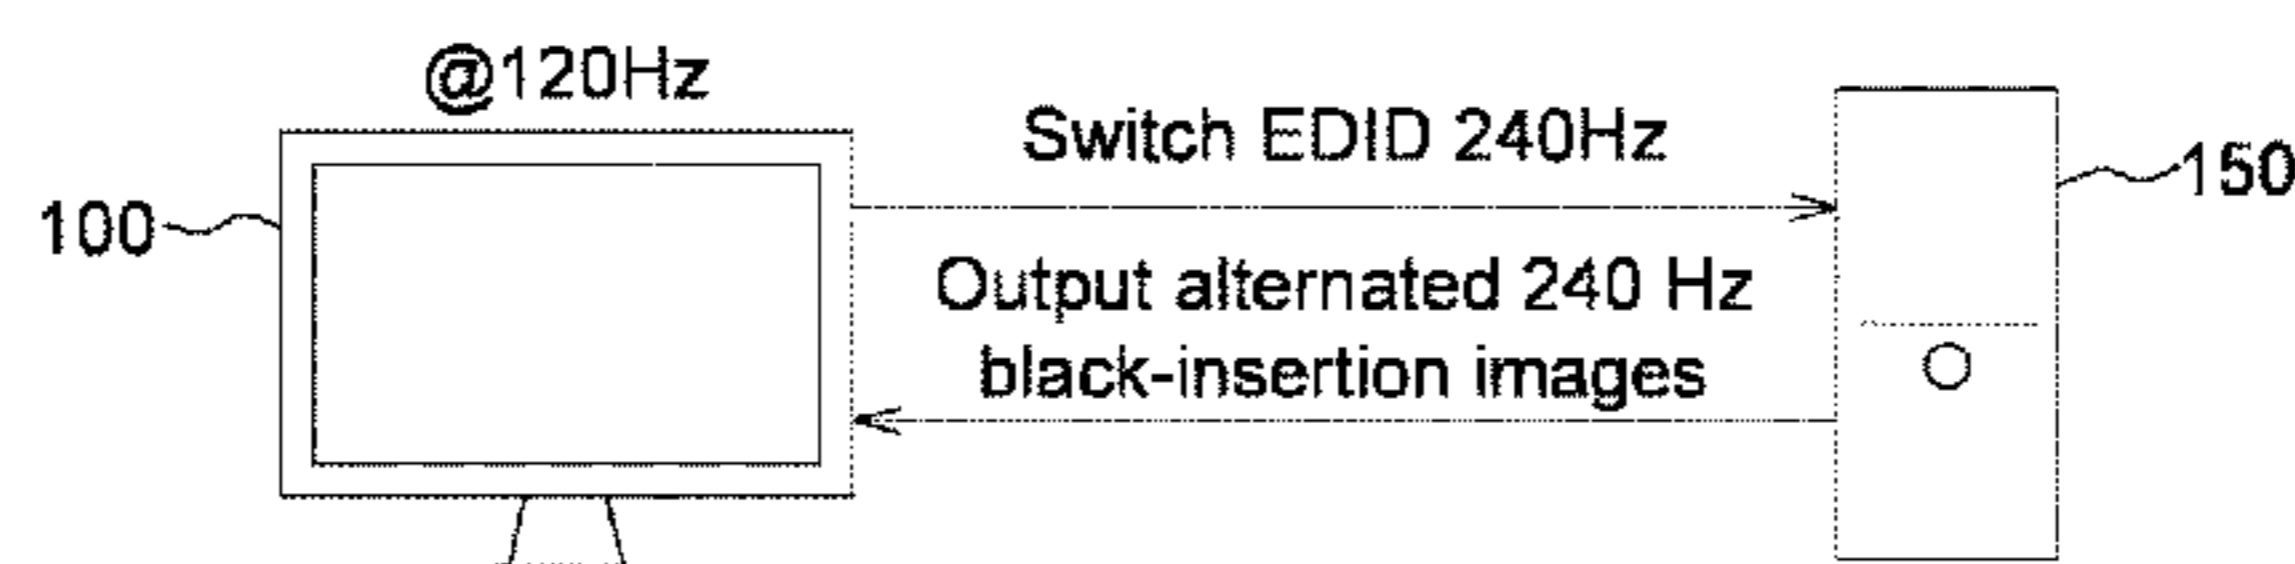 @120Hz
Switch EDID 240Hz
150
100
Output alternated 240 Hz
black-insertion images